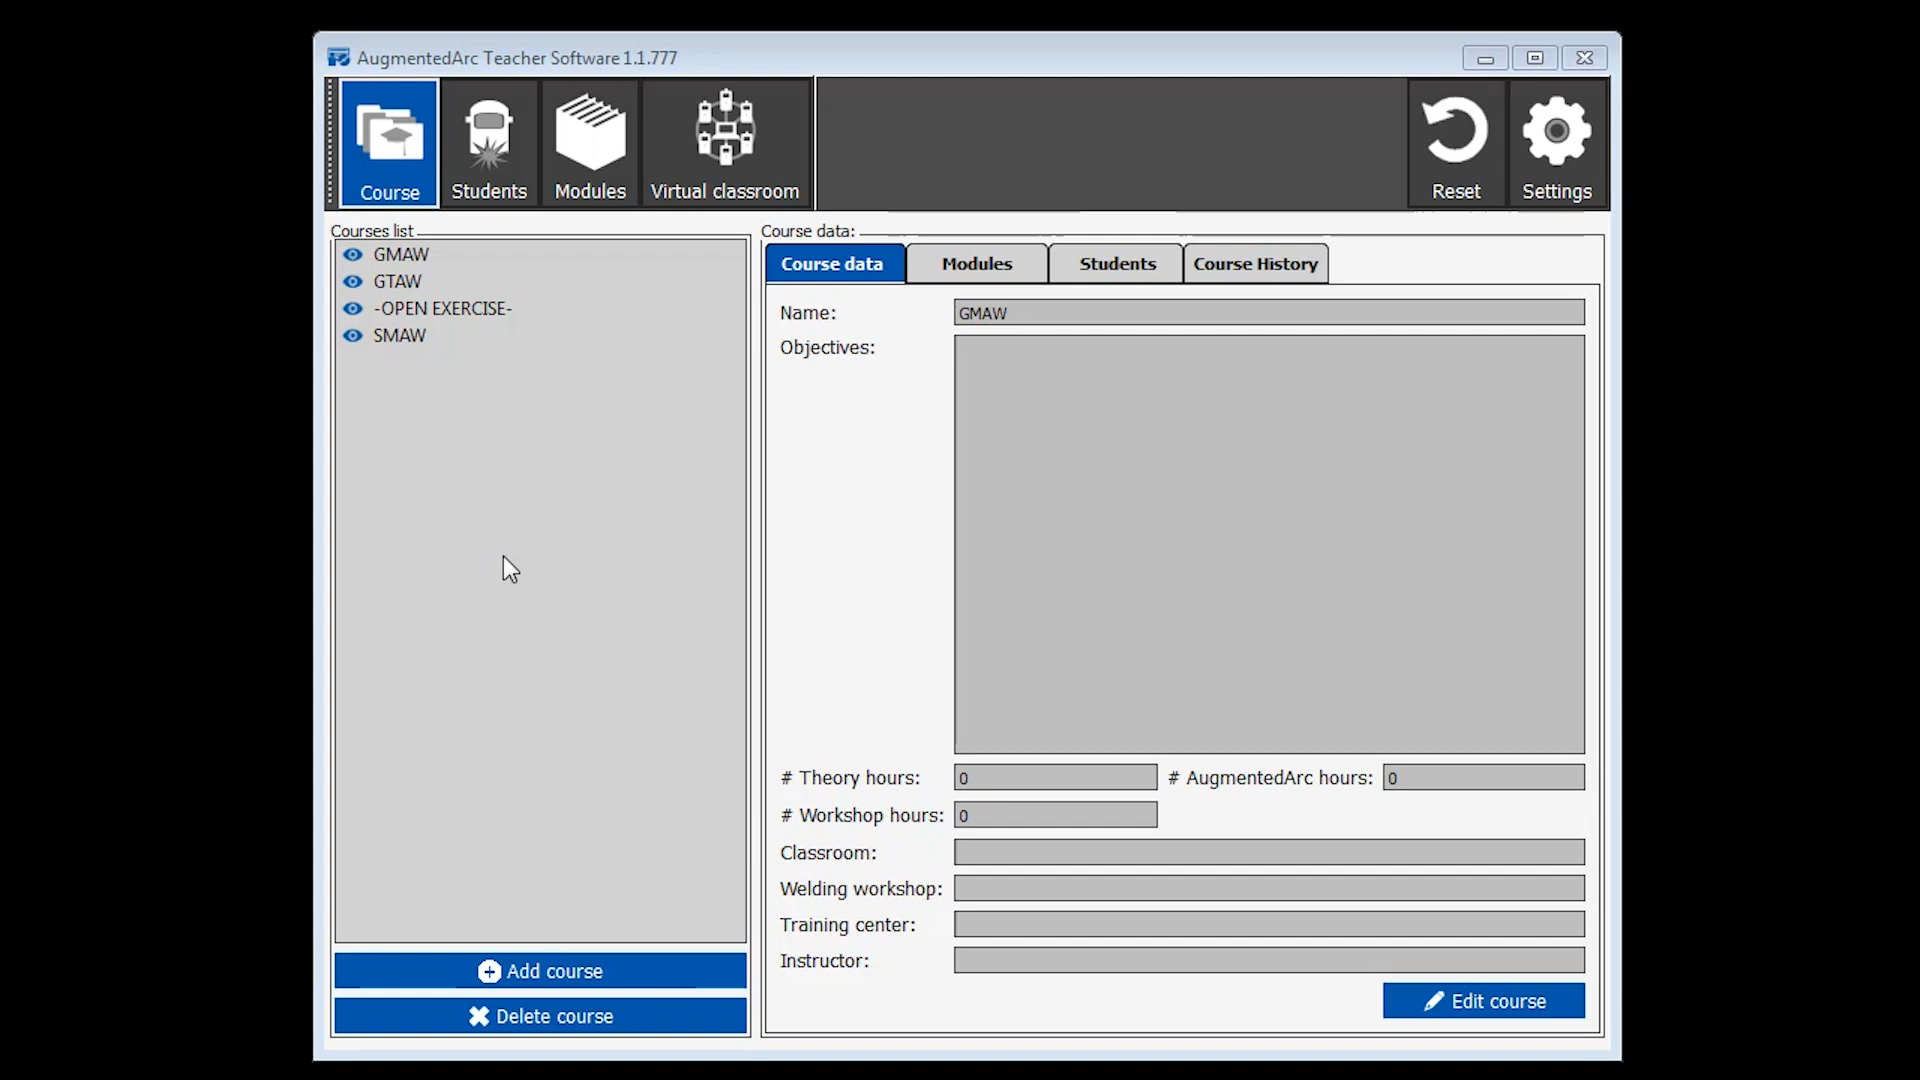 AugmentedArc Teacher Software 1.1.777
Course
Students
Modules
Virtual classroom
Reset
Settings
Courses list
GMAW
GTAW
-OPEN EXERCISE-
SMAW
Add course
Delete course
Course data:
Course data
Modules
Students
Course History
Name:
GMAW
Objectives:
# Theory hours:
0
# AugmentedArc hours:
0
# Workshop hours:
0
Classroom:
Welding workshop:
Training center:
Instructor:
Edit course